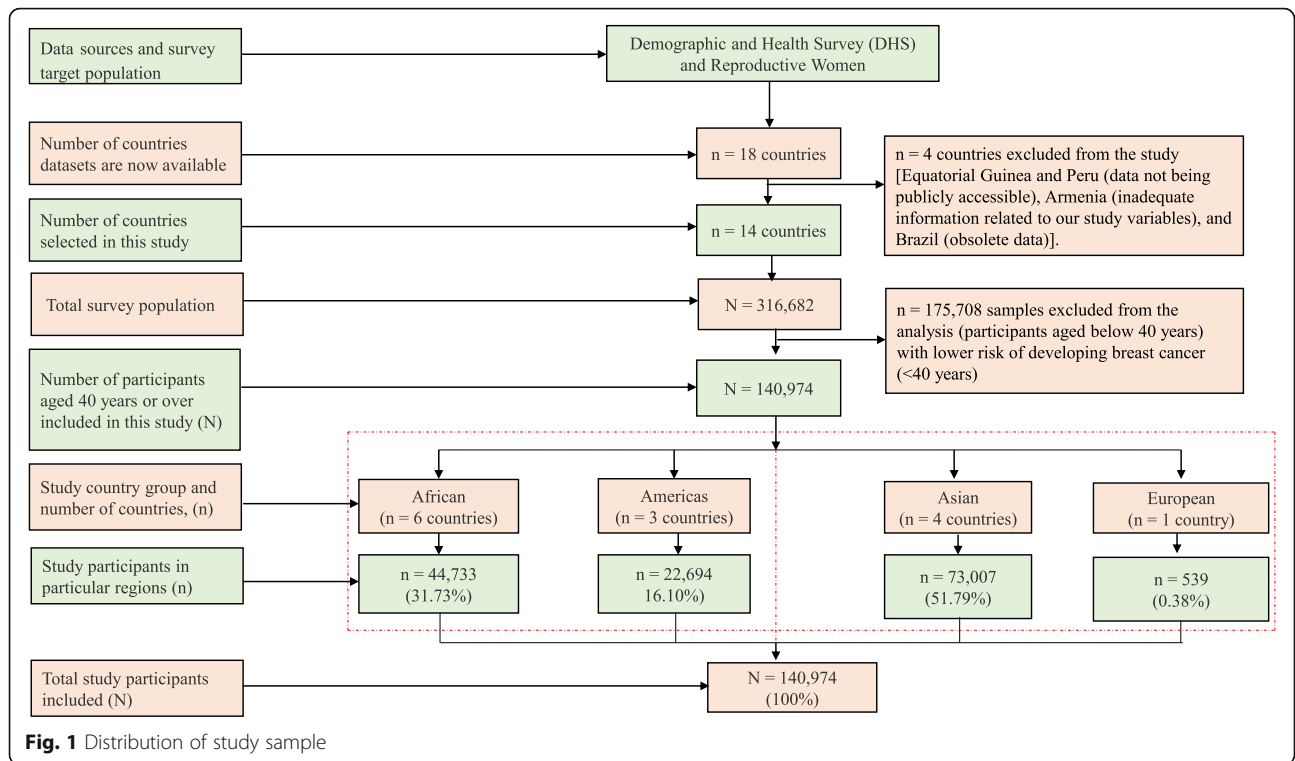 Data sources and survey
target population
Demographic and Health Survey (DHS)
and Reproductive Women
Number of countries
datasets are now available
n = 18 countries
n = 4 countries excluded from the study
[Equatorial Guinea and Peru (data not being
publicly accessible), Armenia (inadequate
information related to our study variables), and
Brazil (obsolete data)].
Number of countries
selected in this study
n = 14 countries
Total survey population
N = 316,682
n = 175,708 samples excluded from the
analysis (participants aged below 40 years)
with lower risk of developing breast cancer
(<40 years)
Number of participants
aged 40 years or over
included in this study (N)
N = 140,974
Study country group and
number of countries, (n)
African
(n = 6 countries)
Americas
(n = 3 countries)
Asian
(n = 4 countries)
European
(n = 1 country)
Study participants in
particular regions (n)
n = 44,733
(31.73%)
n = 22,694
16.10%)
n = 73,007
(51.79%)
n = 539
(0.38%)
Total study participants
included (N)
N = 140,974
(100%)
Fig. 1 Distribution of study sample